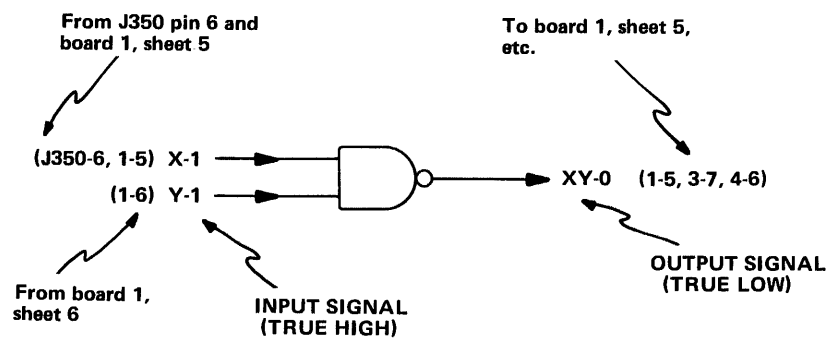 From J350 pin 6 and
board 1, sheet 5
To board 1, sheet 5,
etc.
(J350-6, 1-5) X-1
XY-0 (1-5, 3-7, 4-6)
(1-6) Y-1
From board 1,
sheet 6
INPUT SIGNAL
(TRUE HIGH)
OUTPUT SIGNAL
(TRUE LOW)